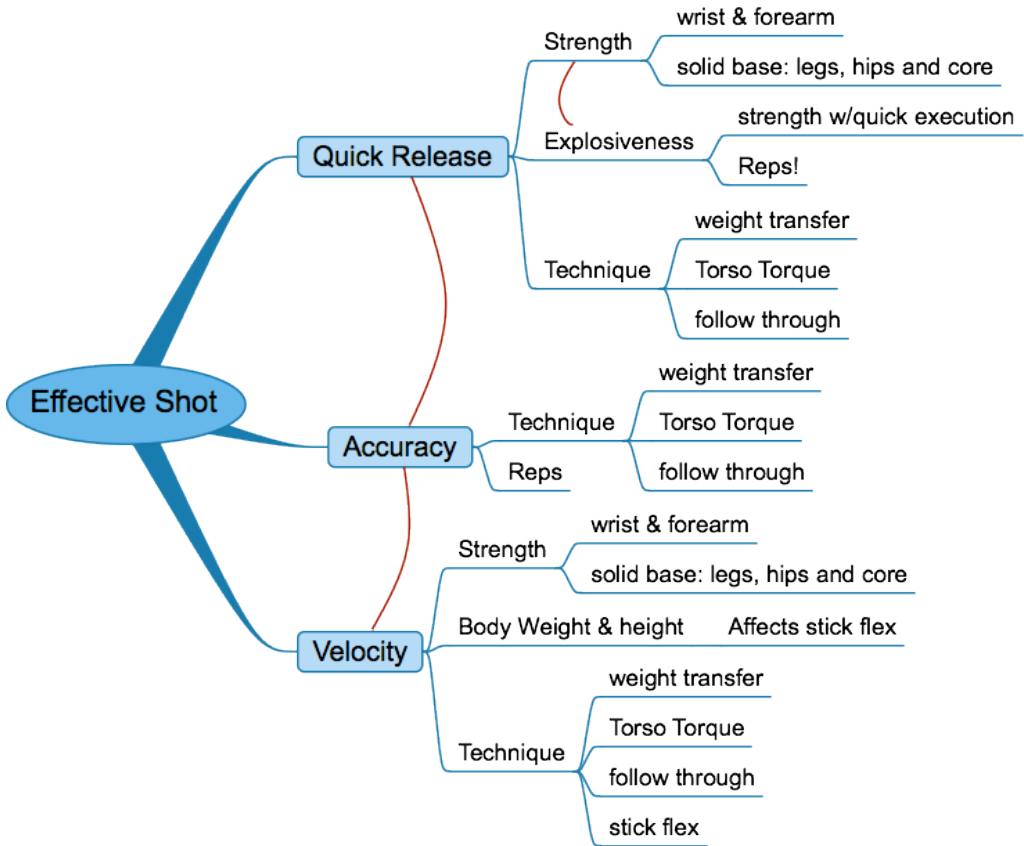 Effective Shot
Quick Release
Strength
wrist & forearm
solid base: legs, hips and core
Explosiveness
strength w/quick execution
Reps!
Technique
weight transfer
Torso Torque
follow through
Accuracy
Technique
weight transfer
Torso Torque
follow through
Reps
Velocity
Strength
wrist & forearm
solid base: legs, hips and core
Body Weight & height
Affects stick flex
Technique
weight transfer
Torso Torque
follow through
stick flex